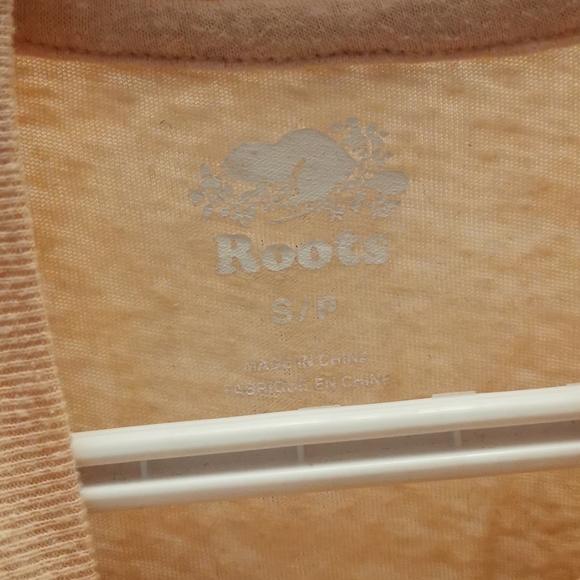 Roots
S/P
MADE IN CHINA
FABRIQUÉ EN CHINE